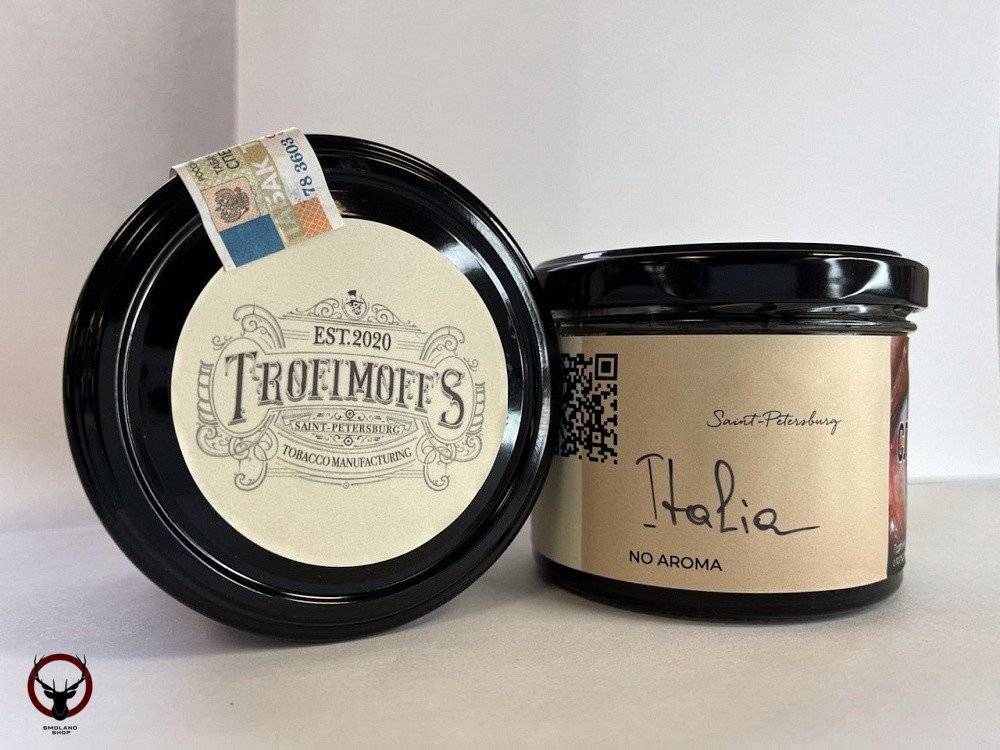 ТАБАК
78 3603
EST.2020
TROFIMOFF'S
SAINT-PETERSBURG
TOBACCO MANUFACTURING
Saint-Petersburg
Italia
NO AROMA
SMOLAND
SHOP